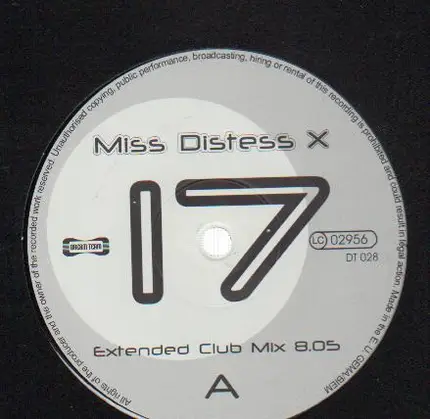 All rights of the producer and the owner of the recorded work reserved. Unauthorised copying, public performance, broadcasting, hiring or rental of this recording is prohibited and could result in legal action. Made in the E. U. GEMA/BIEM
Miss Distess X
17
LC 02956
DT 028
Extended Club Mix 8.05
A